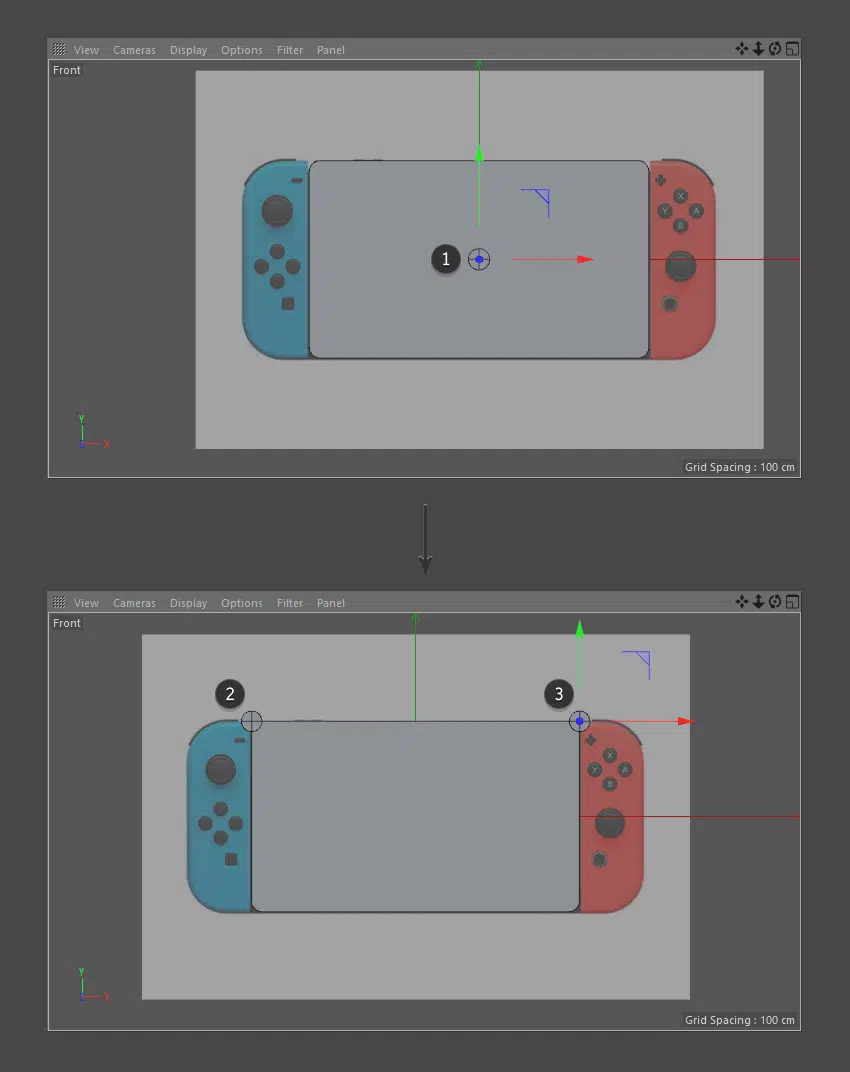 View Cameras Display Options Filter Panel
Front
1
X
Y A
B
Y
X
Grid Spacing : 100 cm
View Cameras Display Options Filter Panel
Front
2 3
X
Y A
B
Y
X
Grid Spacing : 100 cm